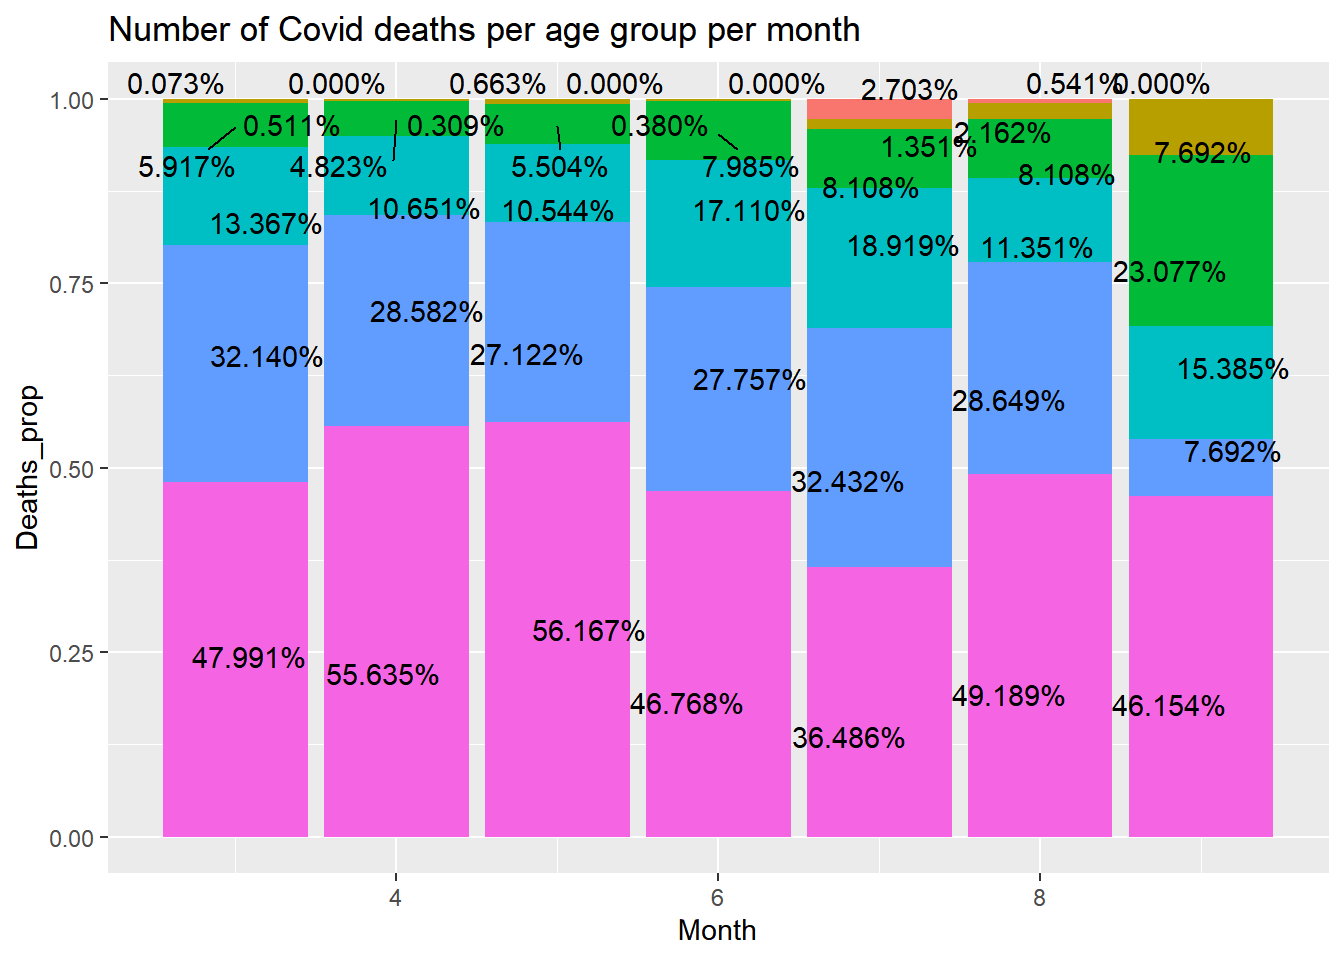 Number of Covid deaths per age group per month
0.073% 0.000% 0.663% 0.000% 0.000% 2.703% 0.541% 0.000%
0.511% 0.309% 0.380% 2.162%
1.351% 7.692%
5.917% 4.823% 5.504% 7.985% 8.108% 8.108%
13.367% 10.651% 10.544% 17.110% 18.919% 11.351% 23.077%
32.140% 28.582% 27.122% 27.757% 32.432% 28.649% 15.385%
7.692%
47.991% 55.635% 56.167% 46.768% 36.486% 49.189% 46.154%
1.00
0.75
0.50
0.25
0.00
Deaths_prop
4 6 8
Month